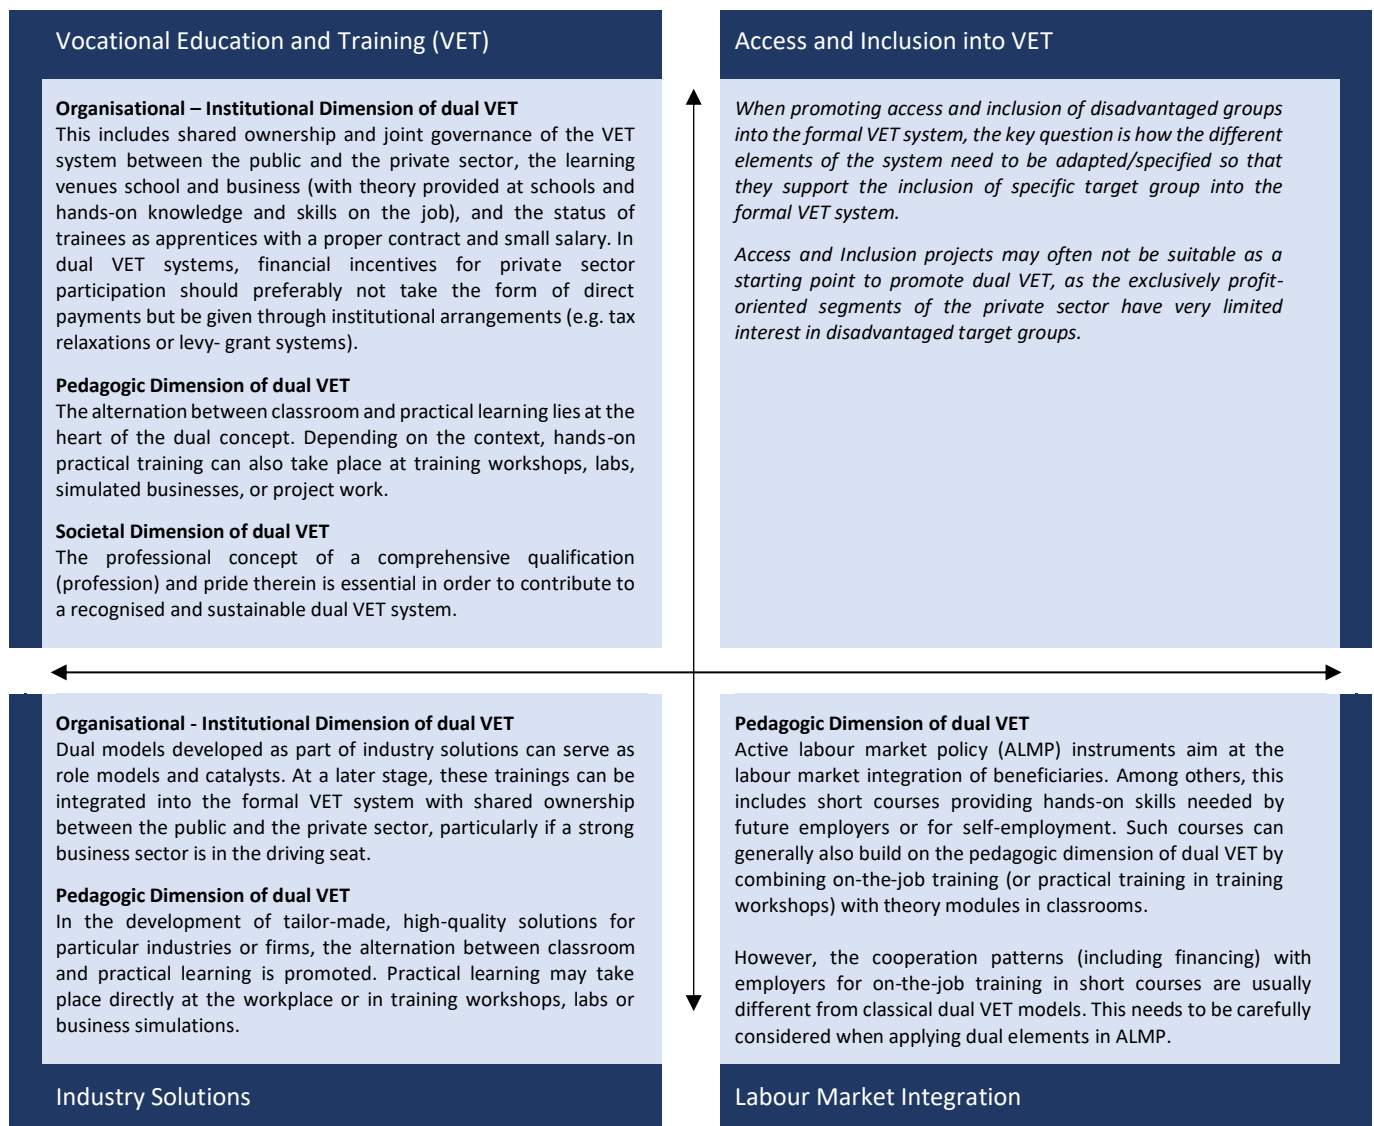 Vocational Education and Training (VET)
Organisational – Institutional Dimension of dual VET
This includes shared ownership and joint governance of the VET
system between the public and the private sector, the learning
venues school and business (with theory provided at schools and
hands-on knowledge and skills on the job), and the status of
trainees as apprentices with a proper contract and small salary. In
dual VET systems, financial incentives for private sector
participation should preferably not take the form of direct
payments but be given through institutional arrangements (e.g. tax
relaxations or levy- grant systems).
Pedagogic Dimension of dual VET
The alternation between classroom and practical learning lies at the
heart of the dual concept. Depending on the context, hands-on
practical training can also take place at training workshops, labs,
simulated businesses, or project work.
Societal Dimension of dual VET
The professional concept of a comprehensive qualification
(profession) and pride therein is essential in order to contribute to
a recognised and sustainable dual VET system.
Access and Inclusion into VET
When promoting access and inclusion of disadvantaged groups
into the formal VET system, the key question is how the different
elements of the system need to be adapted/specified so that
they support the inclusion of specific target group into the
formal VET system.
Access and Inclusion projects may often not be suitable as a
starting point to promote dual VET, as the exclusively profit-
oriented segments of the private sector have very limited
interest in disadvantaged target groups.
Organisational - Institutional Dimension of dual VET
Dual models developed as part of industry solutions can serve as
role models and catalysts. At a later stage, these trainings can be
integrated into the formal VET system with shared ownership
between the public and the private sector, particularly if a strong
business sector is in the driving seat.
Pedagogic Dimension of dual VET
In the development of tailor-made, high-quality solutions for
particular industries or firms, the alternation between classroom
and practical learning is promoted. Practical learning may take
place directly at the workplace or in training workshops, labs or
business simulations.
Industry Solutions
Pedagogic Dimension of dual VET
Active labour market policy (ALMP) instruments aim at the
labour market integration of beneficiaries. Among others, this
includes short courses providing hands-on skills needed by
future employers or for self-employment. Such courses can
generally also build on the pedagogic dimension of dual VET by
combining on-the-job training (or practical training in training
workshops) with theory modules in classrooms.
However, the cooperation patterns (including financing) with
employers for on-the-job training in short courses are usually
different from classical dual VET models. This needs to be carefully
considered when applying dual elements in ALMP.
Labour Market Integration